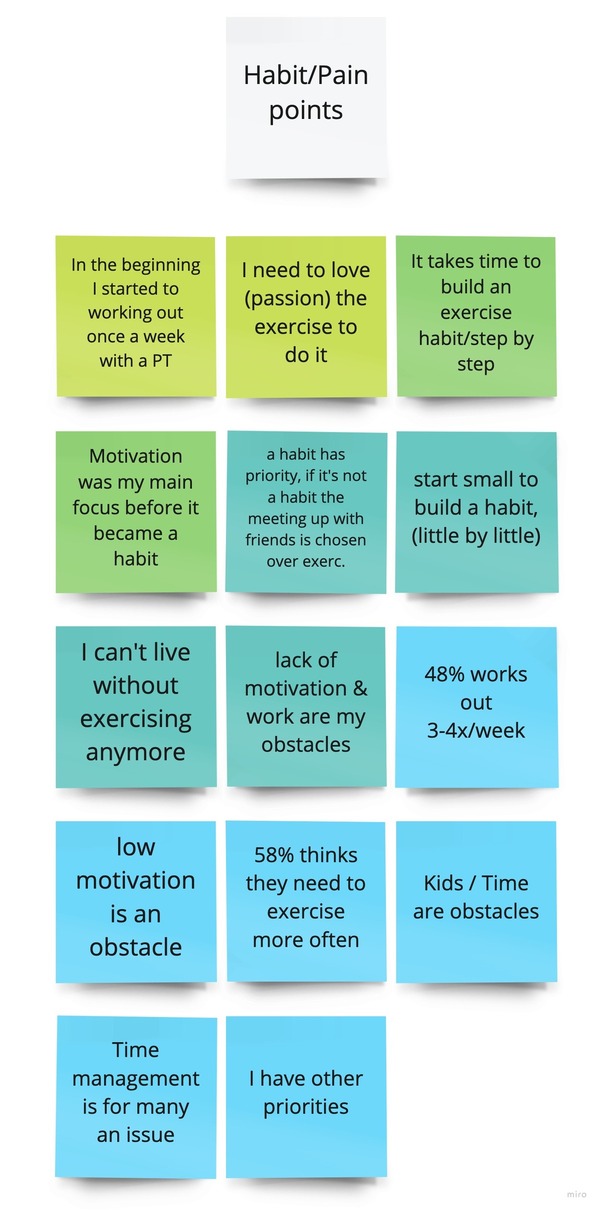 Habit/Pain
points
In the beginning
I started to
working out
once a week
with a PT
I need to love
(passion) the
exercise to
do it
It takes time to
build an
exercise
habit/step by
step
Motivation
was my main
focus before it
became a
habit
a habit has
priority, if it's not
a habit the
meeting up with
friends is chosen
over exerc.
start small to
build a habit,
(little by little)
I can't live
without
exercising
anymore
lack of
motivation &
work are my
obstacles
48% works
out
3-4x/week
low
motivation
is an
obstacle
58% thinks
they need to
exercise
more often
Kids / Time
are obstacles
Time
management
is for many
an issue
I have other
priorities
miro